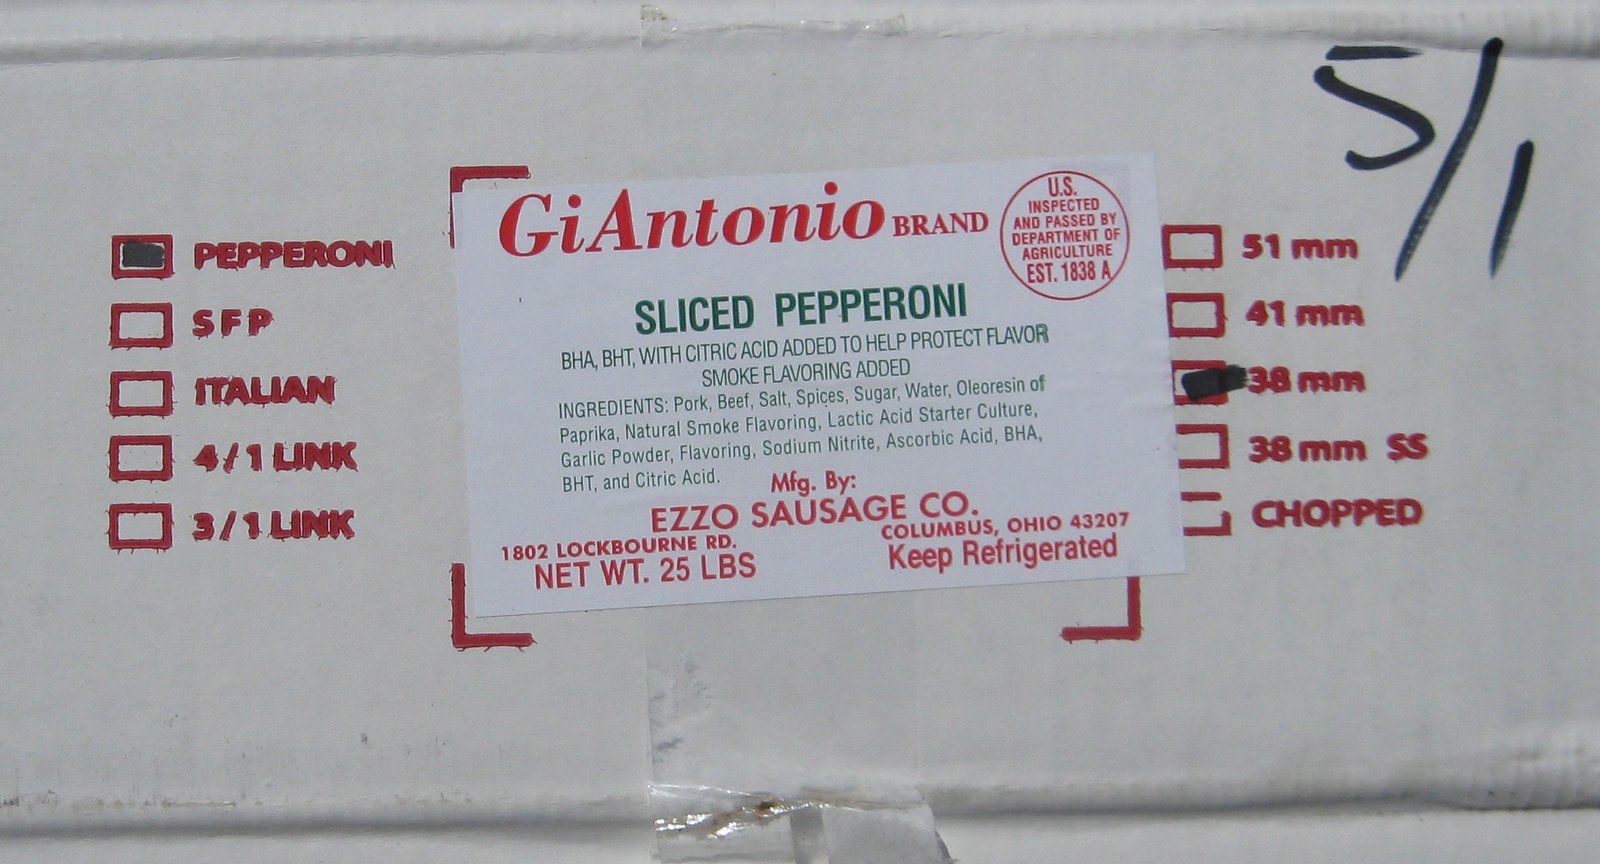 5/1
PEPPERONI
SFP
ITALIAN
4/1 LINK
3/1 LINK
GiAntonio BRAND
U.S.
INSPECTED
AND PASSED BY
DEPARTMENT OF
AGRICULTURE
EST. 1838 A
SLICED PEPPERONI
BHA, BHT, WITH CITRIC ACID ADDED TO HELP PROTECT FLAVOR
SMOKE FLAVORING ADDED
INGREDIENTS: Pork, Beef, Salt, Spices, Sugar, Water, Oleoresin of
Paprika, Natural Smoke Flavoring, Lactic Acid Starter Culture,
Garlic Powder, Flavoring, Sodium Nitrite, Ascorbic Acid, BHA,
BHT, and Citric Acid.
Mfg. By:
EZZO SAUSAGE CO.
1802 LOCKBOURNE RD. COLUMBUS, OHIO 43207
NET WT. 25 LBS Keep Refrigerated
51 mm
41 mm
38 mm
38 mm SS
CHOPPED